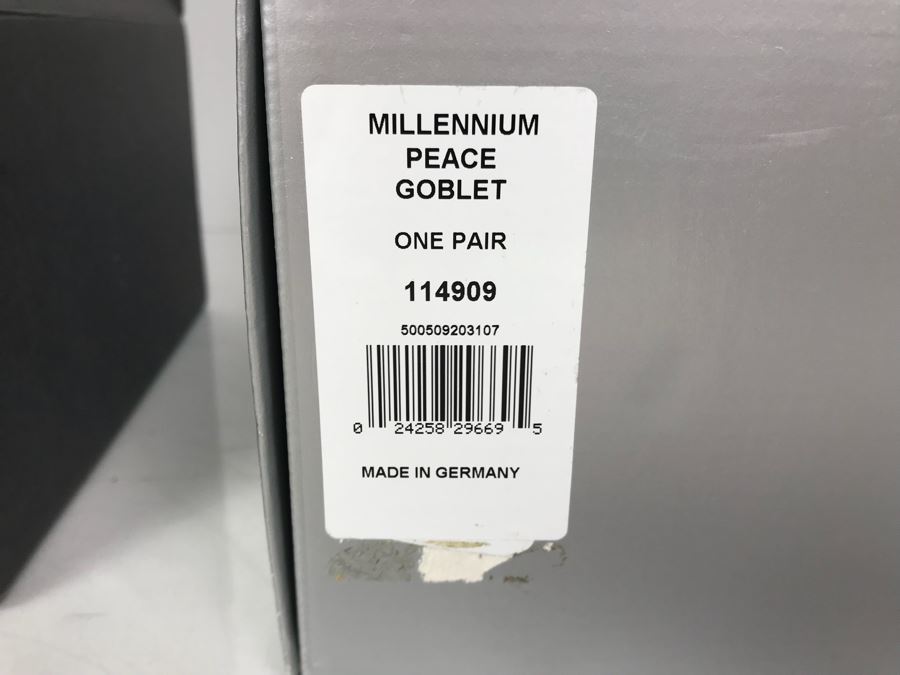 MILLENNIUM
PEACE
GOBLET
ONE PAIR
114909
500509203107
0 24258 29669 5
MADE IN GERMANY